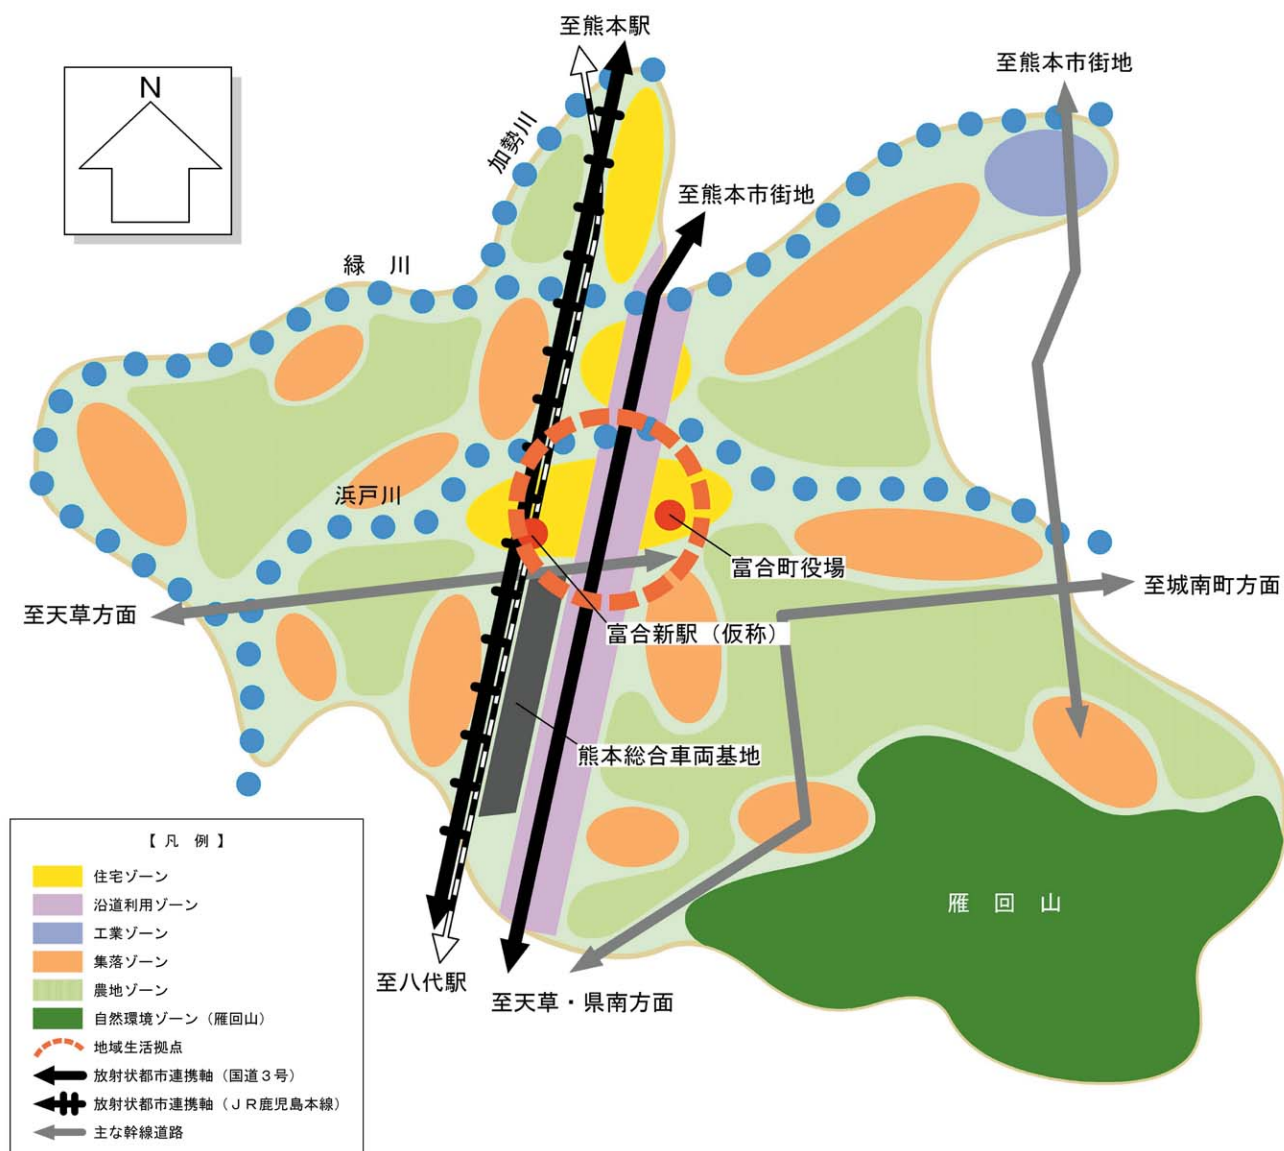 至熊本駅
N
至熊本市街地
加勢川
至熊本市街地
緑 川
浜戸川
富合町役場
至天草方面
至城南町方面
富合新駅（仮称）
熊本総合車両基地
雁 回 山
至八代駅
至天草・県南方面
【 凡 例 】
住宅ゾーン
沿道利用ゾーン
工業ゾーン
集落ゾーン
農地ゾーン
自然環境ゾーン（雁回山）
地域生活拠点
放射状都市連携軸（国道３号）
放射状都市連携軸（ＪＲ鹿児島本線）
主な幹線道路